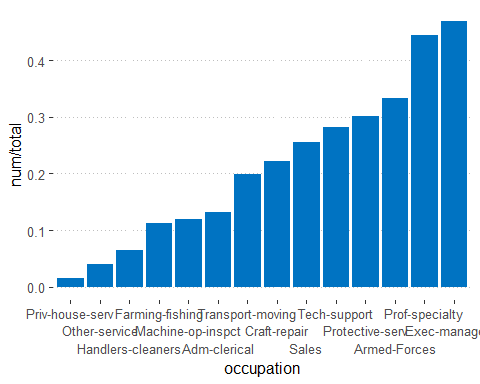 num/total
0.4
0.3
0.2
0.1
0.0
Priv-house-serv Farming-fishing Transport-moving Tech-support Prof-specialty
Other-service Machine-op-inspct Craft-repair Protective-serv Exec-manage
Handlers-cleaners Adm-clerical Sales Armed-Forces
occupation